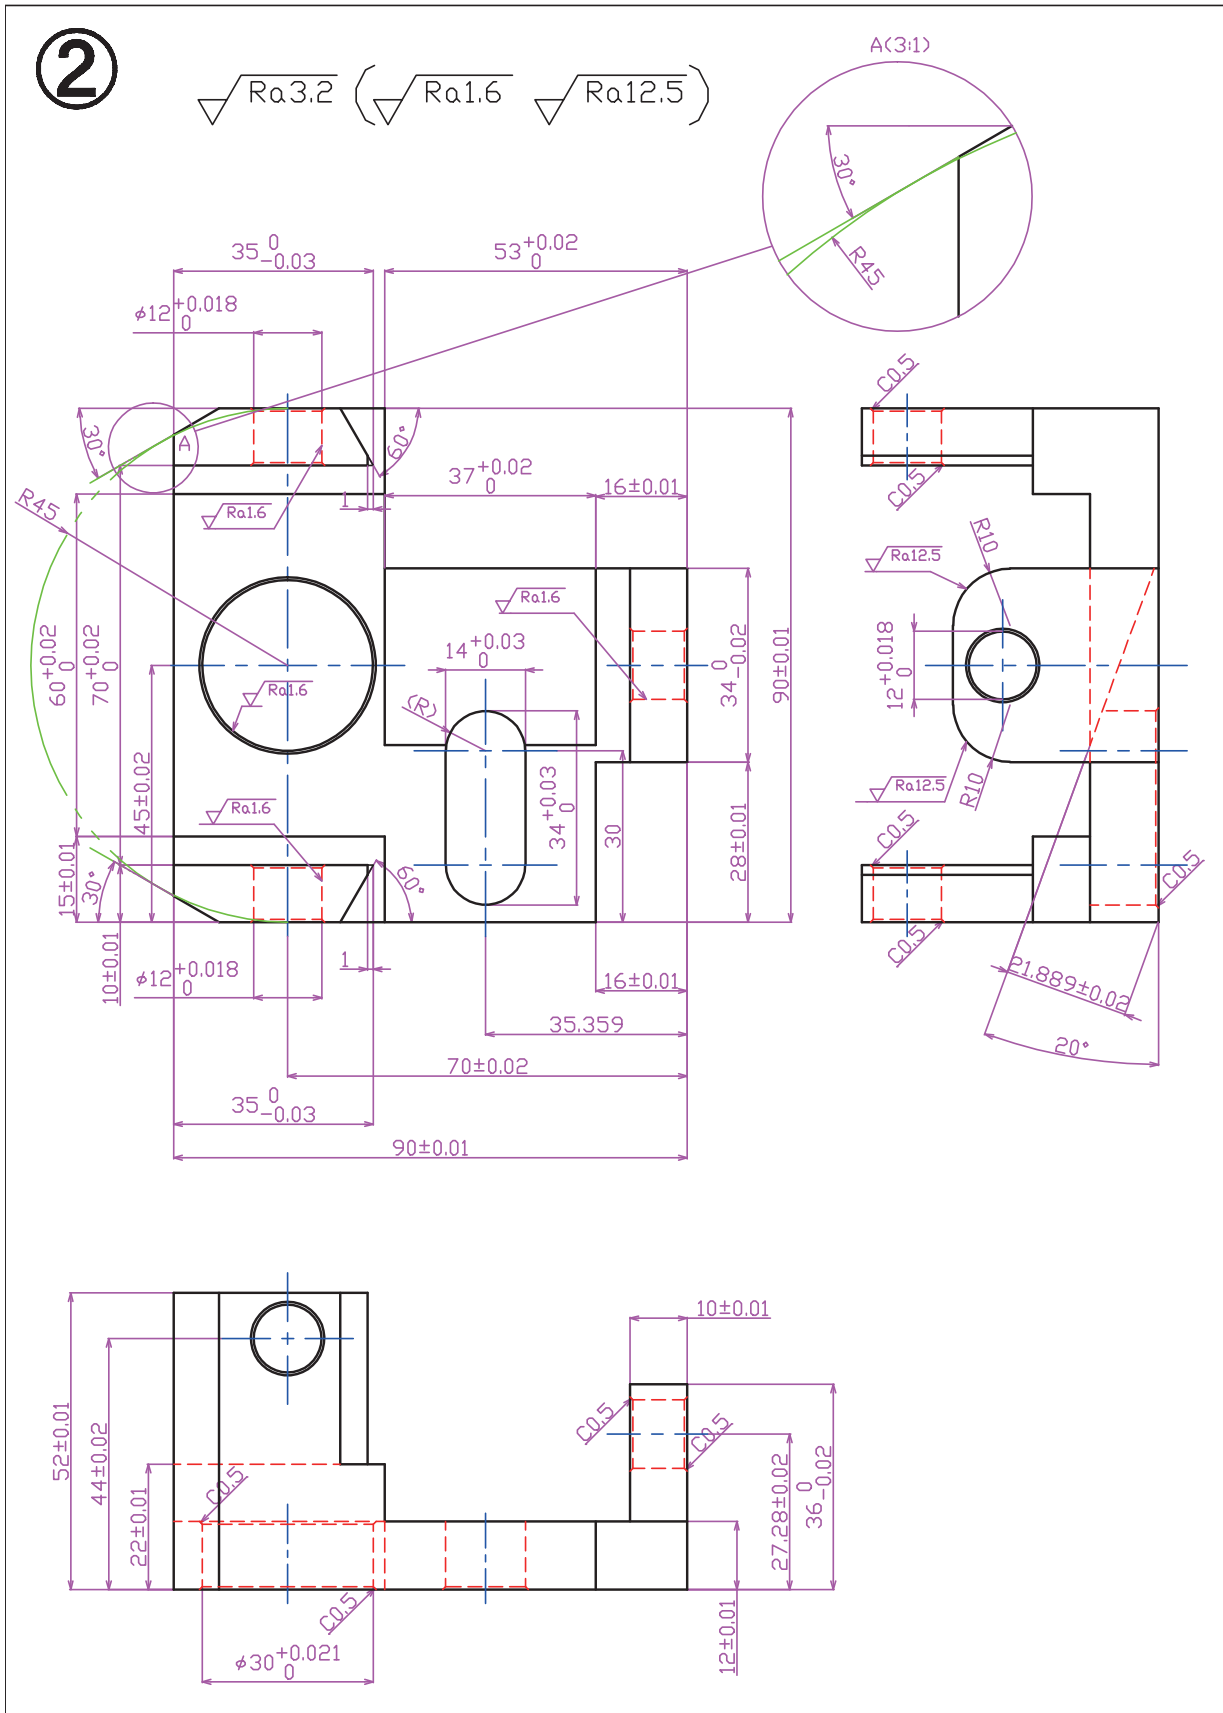 ②
Ra3.2 (Ra1.6 Ra12.5)
A(3:1)
30°
R45
35 0 -0.03
53 +0.02 0
ϕ12 +0.018 0
30°
A
60°
37 +0.02 0
16±0.01
R45
Ra1.6
1
Ra1.6
14 +0.03 0
(R)
Ra1.6
60 +0.02 0
70 +0.02 0
34 0 -0.02
90±0.01
45±0.02
Ra1.6
34 +0.03 0
30
28±0.01
15±0.01
30°
60°
10±0.01
ϕ12 +0.018 0
1
16±0.01
35.359
70±0.02
35 0 -0.03
90±0.01
C0.5
C0.5
R10
Ra12.5
12 +0.018 0
Ra12.5
R10
C0.5
C0.5
C0.5
21.889±0.02
20°
10±0.01
52±0.01
44±0.02
22±0.01
C0.5
C0.5
C0.5
C0.5
27.28±0.02
36 0 -0.02
12±0.01
ϕ30 +0.021 0